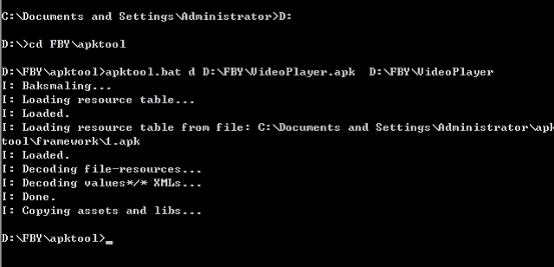 C:\Documents and Settings\Administrator>D:
D:\>cd FBY\apktool
D:\FBY\apktool>apktool.bat d D:\FBY\VideoPlayer.apk  D:\FBY\VideoPlayer
I: Baksmaling...
I: Loading resource table...
I: Loaded.
I: Loading resource table from file: C:\Documents and Settings\Administrator\apk
tool\framework\1.apk
I: Loaded.
I: Decoding file-resources...
I: Decoding values*/* XMLs...
I: Done.
I: Copying assets and libs...
D:\FBY\apktool>_